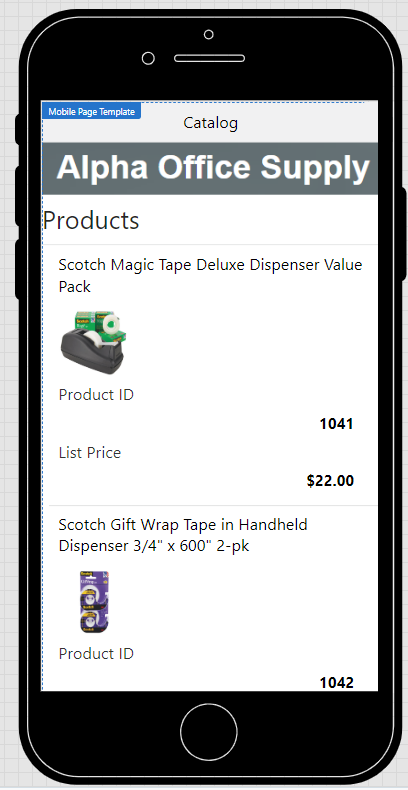 Mobile Page Template
Catalog
Alpha Office Supply
Products
Scotch Magic Tape Deluxe Dispenser Value
Pack
Product ID
1041
List Price
$22.00
Scotch Gift Wrap Tape in Handheld
Dispenser 3/4" x 600" 2-pk
Product ID
1042